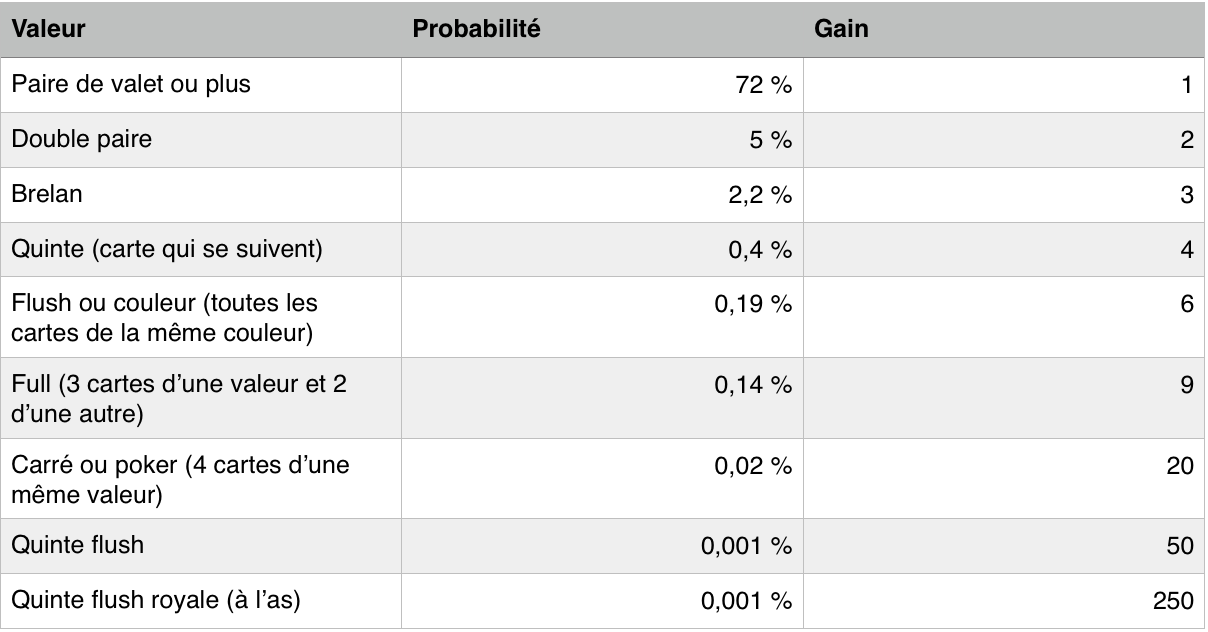 Valeur Probabilité Gain
Paire de valet ou plus 72 % 1
Double paire 5 % 2
Brelan 2,2 % 3
Quinte (carte qui se suivent) 0,4 % 4
Flush ou couleur (toutes les 0,19 % 6
cartes de la même couleur)
Full (3 cartes d’une valeur et 2 0,14 % 9
d’une autre)
Carré ou poker (4 cartes d’une 0,02 % 20
même valeur)
Quinte flush 0,001 % 50
Quinte flush royale (à l’as) 0,001 % 250